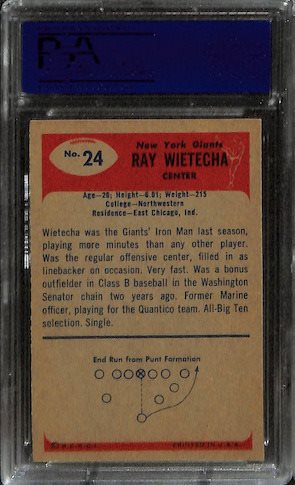 PSA
No. 24
New York Giants
RAY WIETECHA
CENTER
Age—26; Height—6.01; Weight—215
College—Northwestern
Residence—East Chicago, Ind.
Wietecha was the Giants' Iron Man last season,
playing more minutes than any other player.
Was the regular offensive center, filled in as
linebacker on occasion. Very fast. Was a bonus
outfielder in Class B baseball in the Washington
Senator chain two years ago. Former Marine
officer, playing for the Quantico team. All-Big Ten
selection. Single.
End Run from Punt Formation
© B.C.H.G.I. PRINTED IN U.S.A.